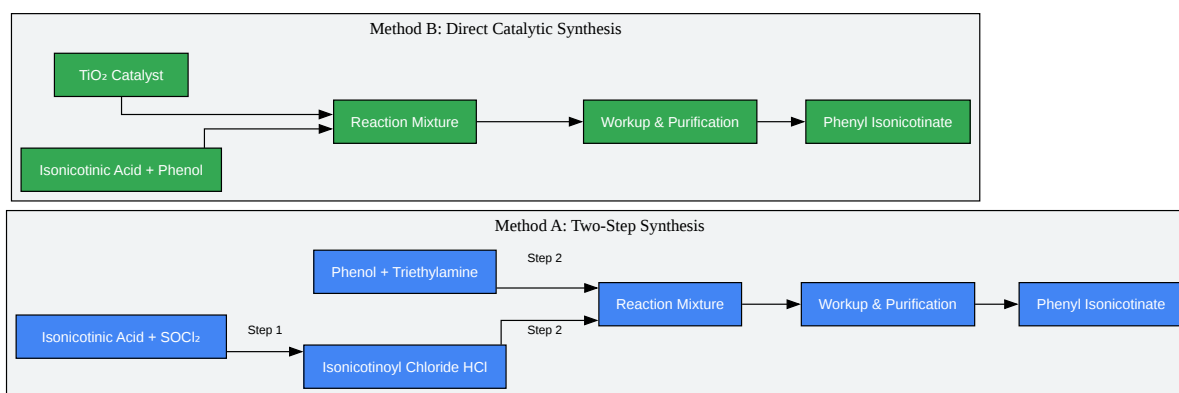 Method B: Direct Catalytic Synthesis
TiO₂ Catalyst
Reaction Mixture
Workup & Purification
Phenyl Isonicotinate
Isonicotinic Acid + Phenol
Method A: Two-Step Synthesis
Phenol + Triethylamine
Step 2
Reaction Mixture
Workup & Purification
Phenyl Isonicotinate
Isonicotinic Acid + SOCl₂
Step 1
Step 2
Isonicotinoyl Chloride HCl